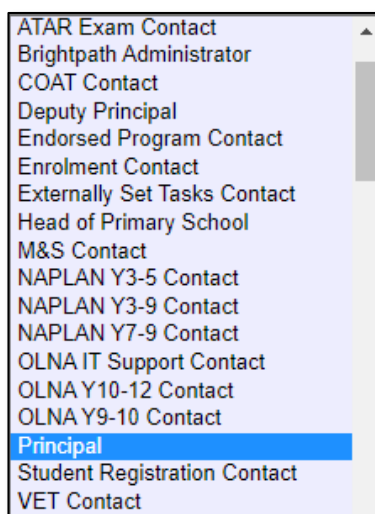 ATAR Exam Contact
Brightpath Administrator
COAT Contact
Deputy Principal
Endorsed Program Contact
Enrolment Contact
Externally Set Tasks Contact
Head of Primary School
M&S Contact
NAPLAN Y3-5 Contact
NAPLAN Y3-9 Contact
NAPLAN Y7-9 Contact
OLNA IT Support Contact
OLNA Y10-12 Contact
OLNA Y9-10 Contact
Principal
Student Registration Contact
VET Contact